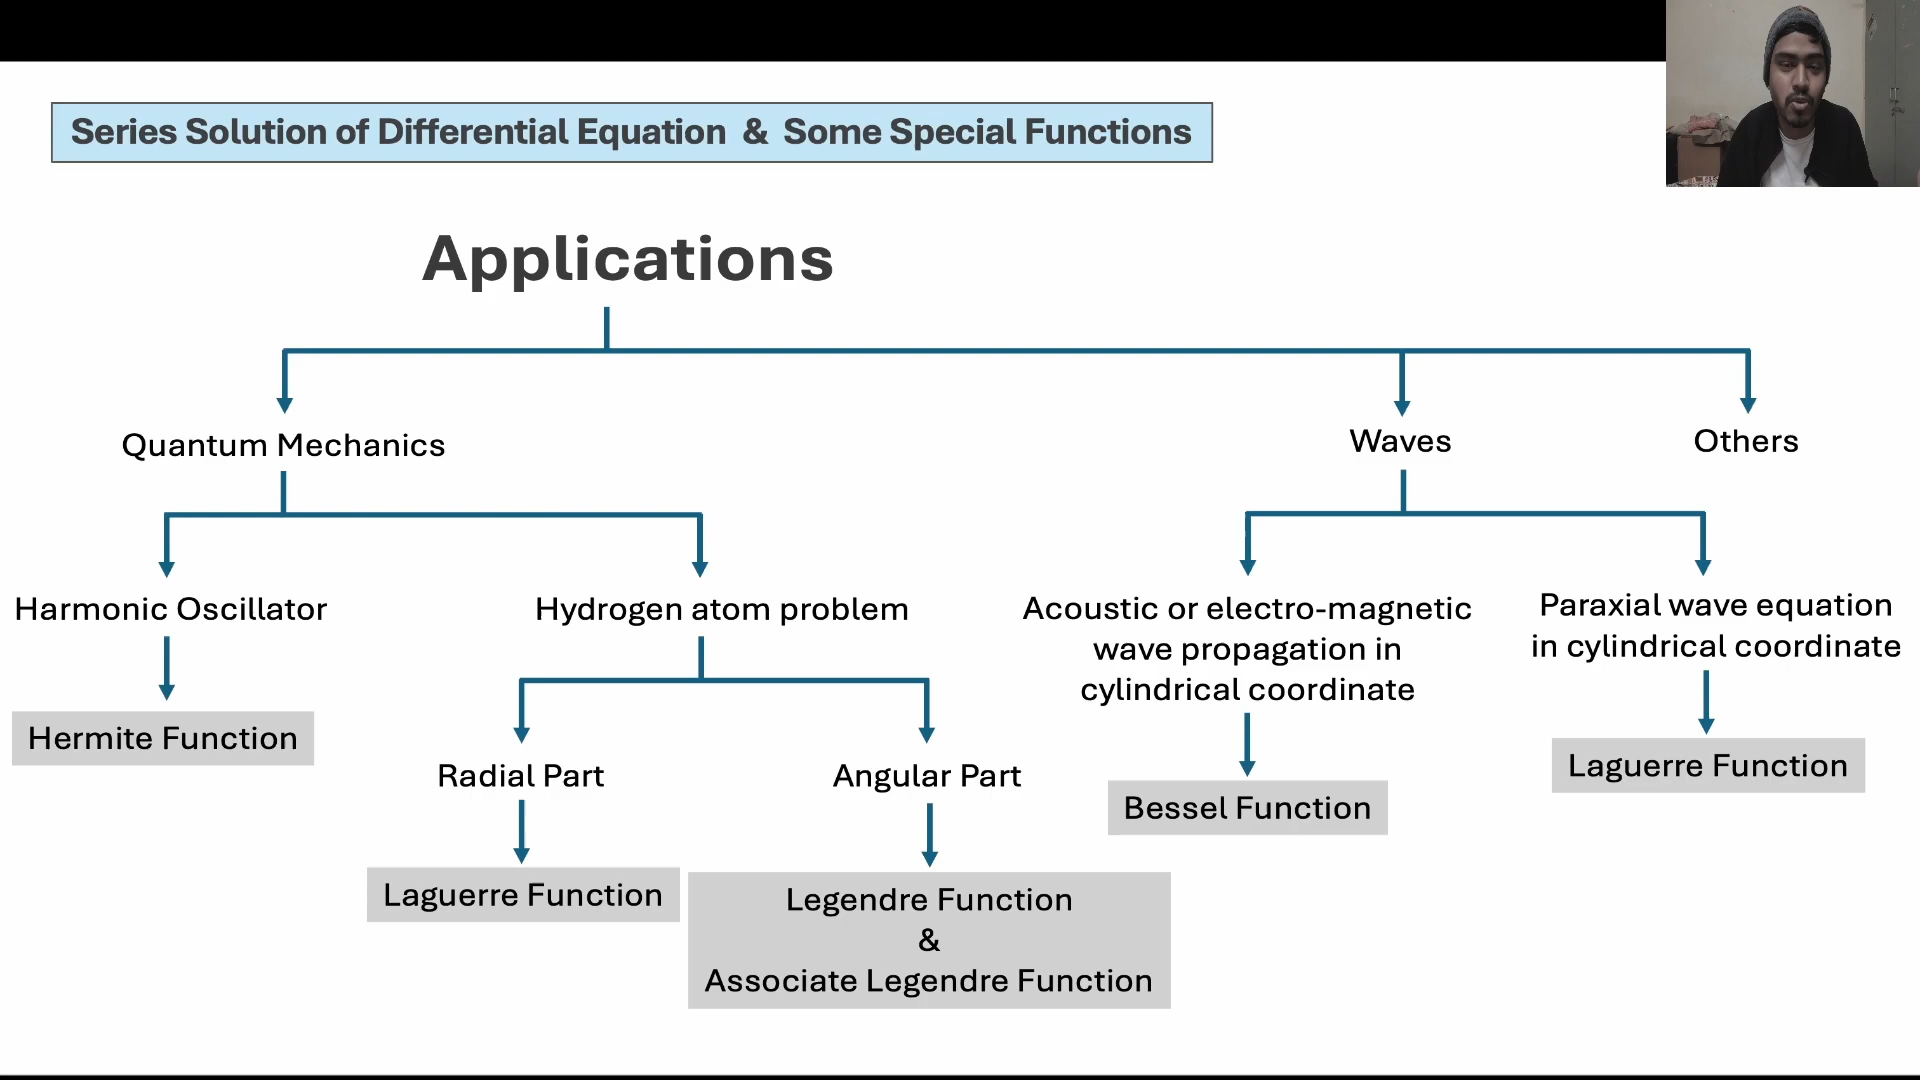 Series Solution of Differential Equation & Some Special Functions
Applications
Quantum Mechanics
Waves
Others
Harmonic Oscillator
Hydrogen atom problem
Acoustic or electro-magnetic
wave propagation in
cylindrical coordinate
Paraxial wave equation
in cylindrical coordinate
Hermite Function
Radial Part
Angular Part
Bessel Function
Laguerre Function
Laguerre Function
Legendre Function
&
Associate Legendre Function